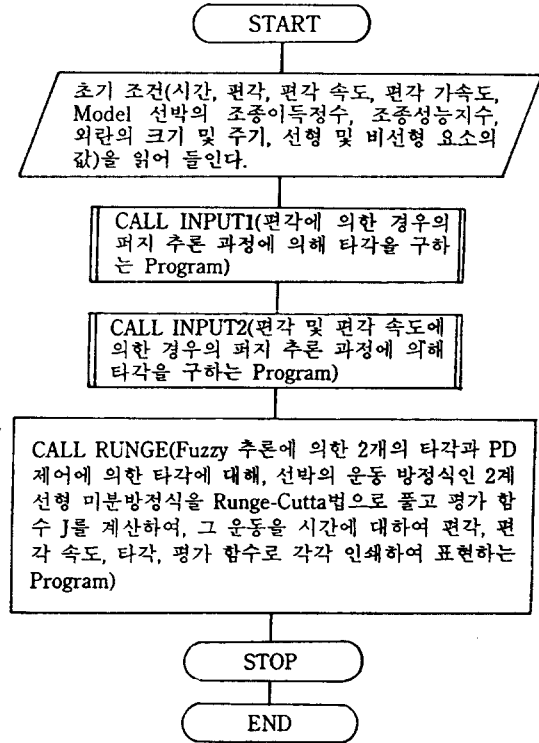 START
초기 조건(시간, 편각, 편각 속도, 편각 가속도,
Model 선박의 조종이득정수, 조종성능지수,
외란의 크기 및 주기, 선형 및 비선형 요소의
값)을 읽어 들인다.
CALL INPUT1(편각에 의한 경우의
퍼지 추론 과정에 의해 타각을 구하
는 Program)
CALL INPUT2(편각 및 편각 속도에
의한 경우의 퍼지 추론 과정에 의해
타각을 구하는 Program)
CALL RUNGE(Fuzzy 추론에 의한 2개의 타각과 PD
제어에 의한 타각에 대해, 선박의 운동 방정식인 2계
선형 미분방정식을 Runge-Cutta법으로 풀고 평가 함
수 J를 계산하여, 그 운동을 시간에 대하여 편각, 편
각 속도, 타각, 평가 함수로 각각 인쇄하여 표현하는
Program)
STOP
END